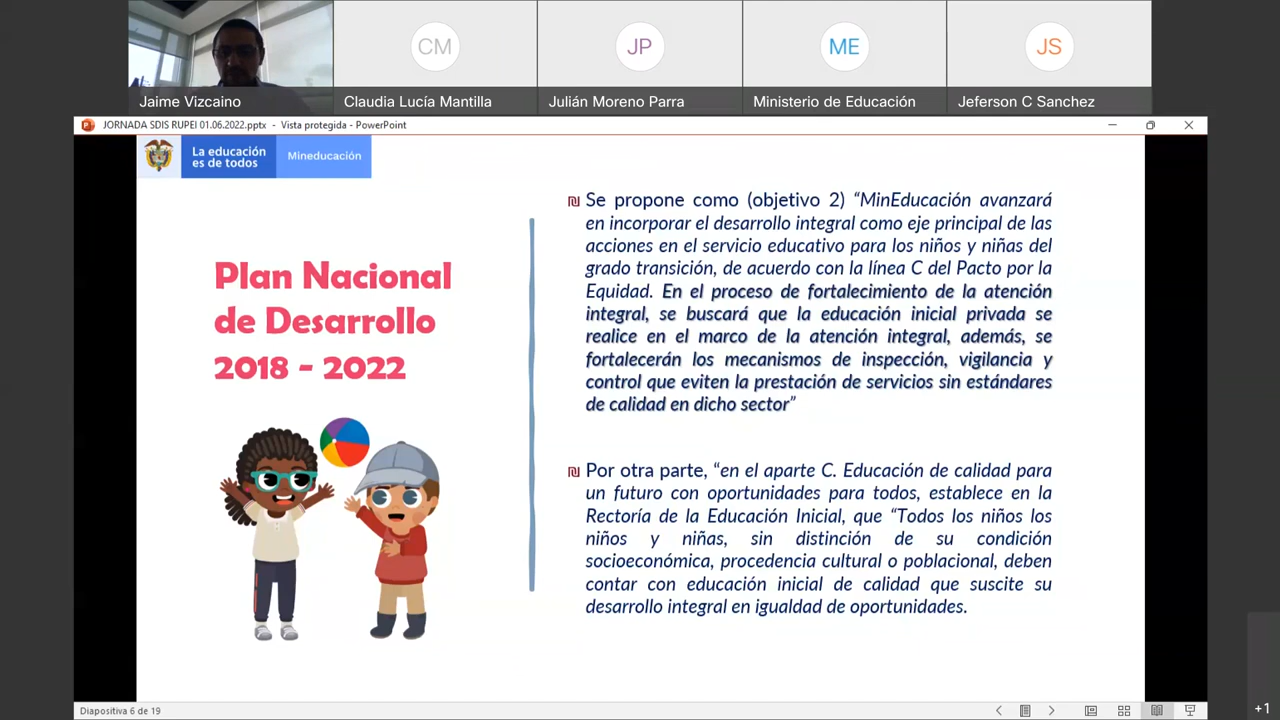 CM
JP
ME
JS
Jaime Vizcaino
Claudia Lucía Mantilla
Julián Moreno Parra
Ministerio de Educación
Jeferson C Sanchez
JORNADA SDIS RUPEI 01.06.2022.pptx - Vista protegida - PowerPoint
La educación
es de todos
Mineducación
Plan Nacional
de Desarrollo
2018 - 2022
Se propone como (objetivo 2) “MinEducación avanzará
en incorporar el desarrollo integral como eje principal de las
acciones en el servicio educativo para los niños y niñas del
grado transición, de acuerdo con la línea C del Pacto por la
Equidad. En el proceso de fortalecimiento de la atención
integral, se buscará que la educación inicial privada se
realice en el marco de la atención integral, además, se
fortalecerán los mecanismos de inspección, vigilancia y
control que eviten la prestación de servicios sin estándares
de calidad en dicho sector”
Por otra parte, “en el aparte C. Educación de calidad para
un futuro con oportunidades para todos, establece en la
Rectoría de la Educación Inicial, que “Todos los niños los
niños y niñas, sin distinción de su condición
socioeconómica, procedencia cultural o poblacional, deben
contar con educación inicial de calidad que suscite su
desarrollo integral en igualdad de oportunidades.
Diapositiva 6 de 19
+1